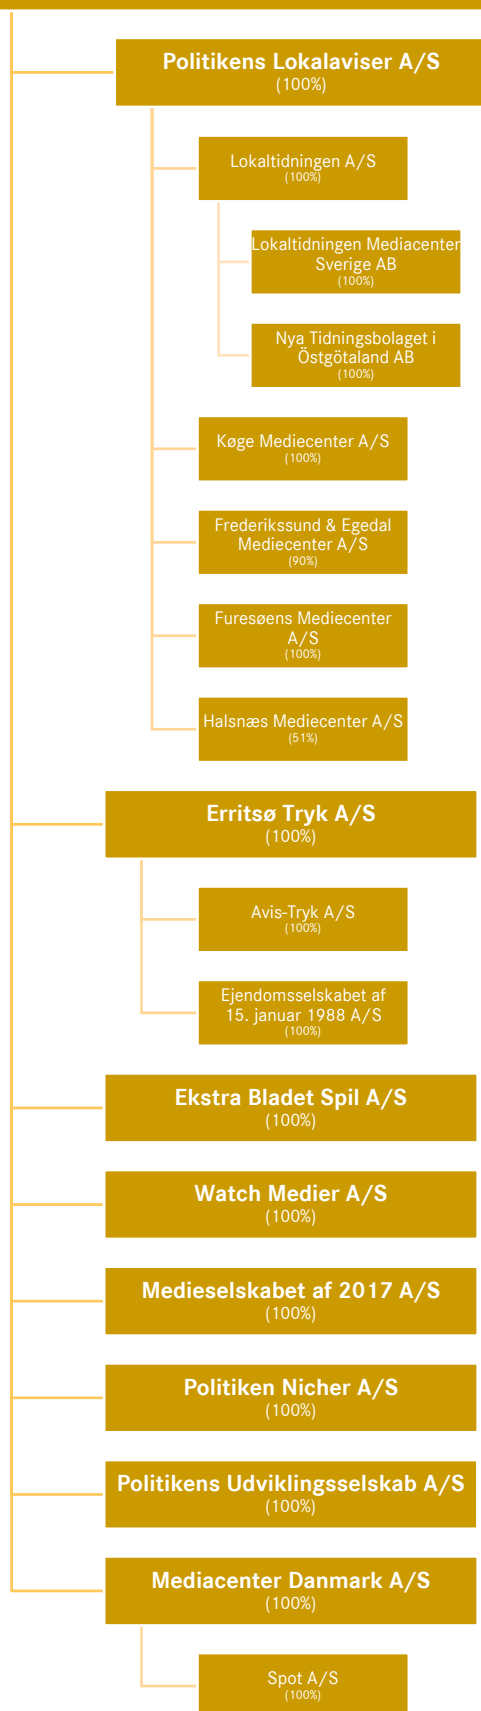 Politikens Lokalaviser A/S
(100%)
Lokaltidningen A/S
(100%)
Lokaltidningen Mediacenter
Sverige AB
(100%)
Nya Tidningsbolaget i
Östgötaland AB
(100%)
Køge Mediecenter A/S
(100%)
Frederikssund & Egedal
Mediecenter A/S
(90%)
Furesøens Mediecenter
A/S
(100%)
Halsnæs Mediecenter A/S
(51%)
Erritsø Tryk A/S
(100%)
Avis-Tryk A/S
(100%)
Ejendomsselskabet af
15. januar 1988 A/S
(100%)
Ekstra Bladet Spil A/S
(100%)
Watch Medier A/S
(100%)
Medieselskabet af 2017 A/S
(100%)
Politiken Nicher A/S
(100%)
Politikens Udviklingsselskab A/S
(100%)
Mediacenter Danmark A/S
(100%)
Spot A/S
(100%)